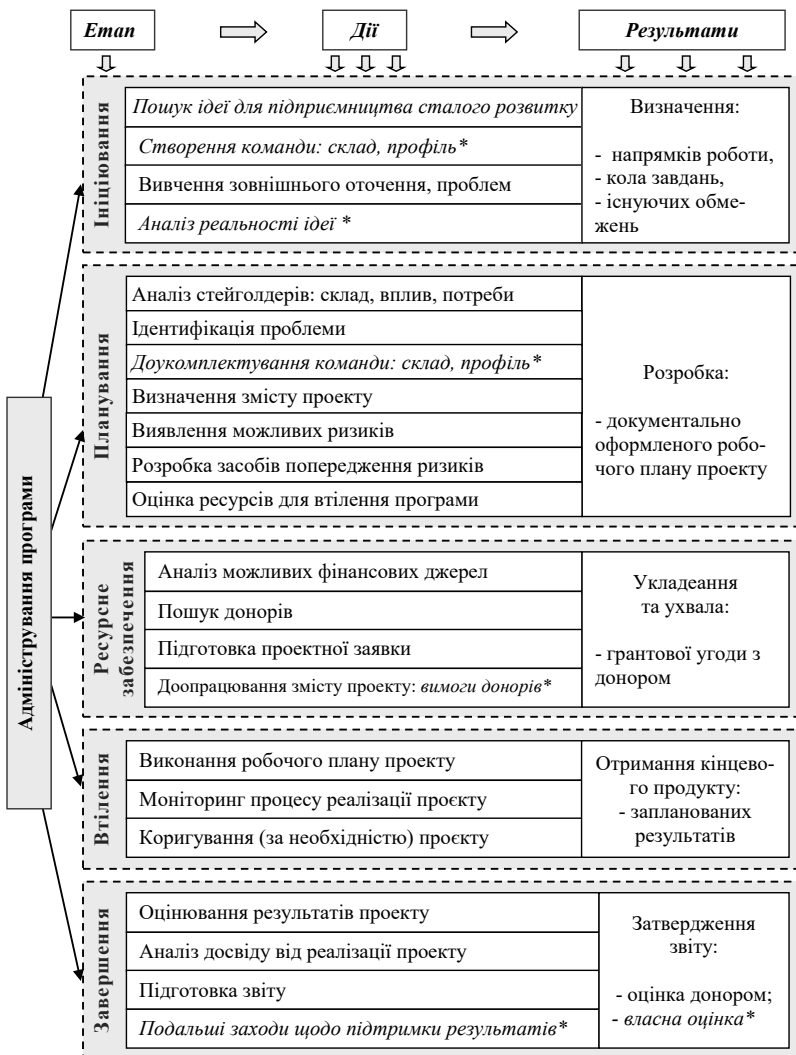 Етап
Дії
Результати
Адміністрування програми
Ініціювання
Пошук ідеї для підприємництва сталого розвитку
Створення команди: склад, профіль*
Вивчення зовнішнього оточення, проблем
Аналіз реальності ідеї *
Визначення:
- напрямків роботи,
- кола завдань,
- існуючих обме-
жень
Планування
Аналіз стейголдерів: склад, вплив, потреби
Ідентифікація проблеми
Доукомплектування команди: склад, профіль*
Визначення змісту проекту
Виявлення можливих ризиків
Розробка засобів попередження ризиків
Оцінка ресурсів для втілення програми
Розробка:
- документально
оформленого робо-
чого плану проекту
Ресурсне
забезпечення
Аналіз можливих фінансових джерел
Пошук донорів
Підготовка проектної заявки
Доопрацювання змісту проекту: вимоги донорів*
Укладеання
та ухвала:
- грантової угоди з
донором
Втілення
Виконання робочого плану проекту
Моніторинг процесу реалізації проєкту
Коригування (за необхідністю) проєкту
Отримання кінцево-
го продукту:
- запланованих
результатів
Завершення
Оцінювання результатів проекту
Аналіз досвіду від реалізації проекту
Підготовка звіту
Подальші заходи щодо підтримки результатів*
Затвердження
звіту:
- оцінка донором;
- власна оцінка*